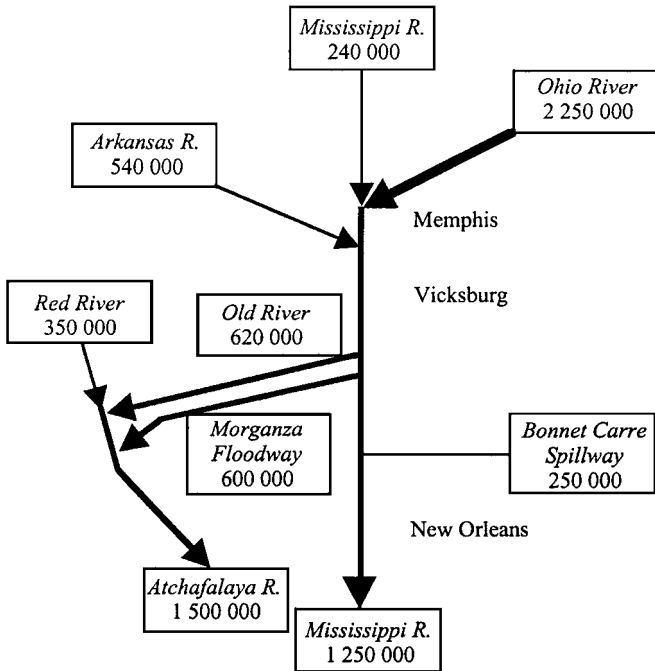 Mississippi R.
240 000
Ohio River
2 250 000
Arkansas R.
540 000
Memphis
Vicksburg
Red River
350 000
Old River
620 000
Morganza
Floodway
600 000
Bonnet Carre
Spillway
250 000
New Orleans
Atchafalaya R.
1 500 000
Mississippi R.
1 250 000